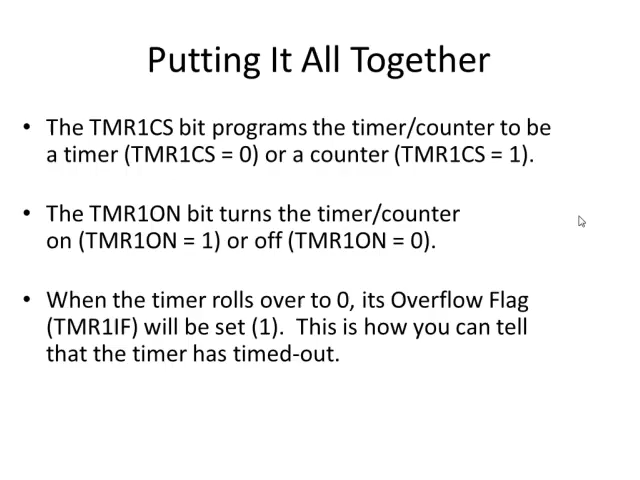 Putting It All Together
• The TMR1CS bit programs the timer/counter to be
a timer (TMR1CS = 0) or a counter (TMR1CS = 1).
• The TMR1ON bit turns the timer/counter
on (TMR1ON = 1) or off (TMR1ON = 0).
• When the timer rolls over to 0, its Overflow Flag
(TMR1IF) will be set (1).  This is how you can tell
that the timer has timed-out.